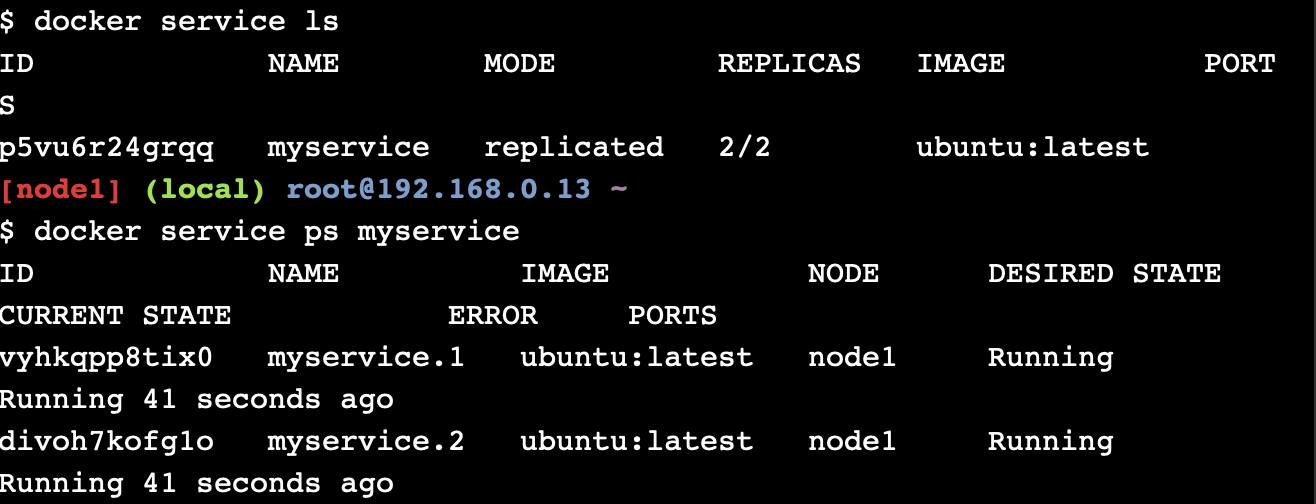 $ docker service ls
ID             NAME        MODE         REPLICAS   IMAGE           PORT
S
p5vu6r24grqq   myservice   replicated   2/2        ubuntu:latest
[node1] (local) root@192.168.0.13 ~
$ docker service ps myservice
ID             NAME          IMAGE           NODE      DESIRED STATE
CURRENT STATE            ERROR     PORTS
vyhkqpp8tix0   myservice.1   ubuntu:latest   node1     Running
Running 41 seconds ago
divoh7kofg1o   myservice.2   ubuntu:latest   node1     Running
Running 41 seconds ago